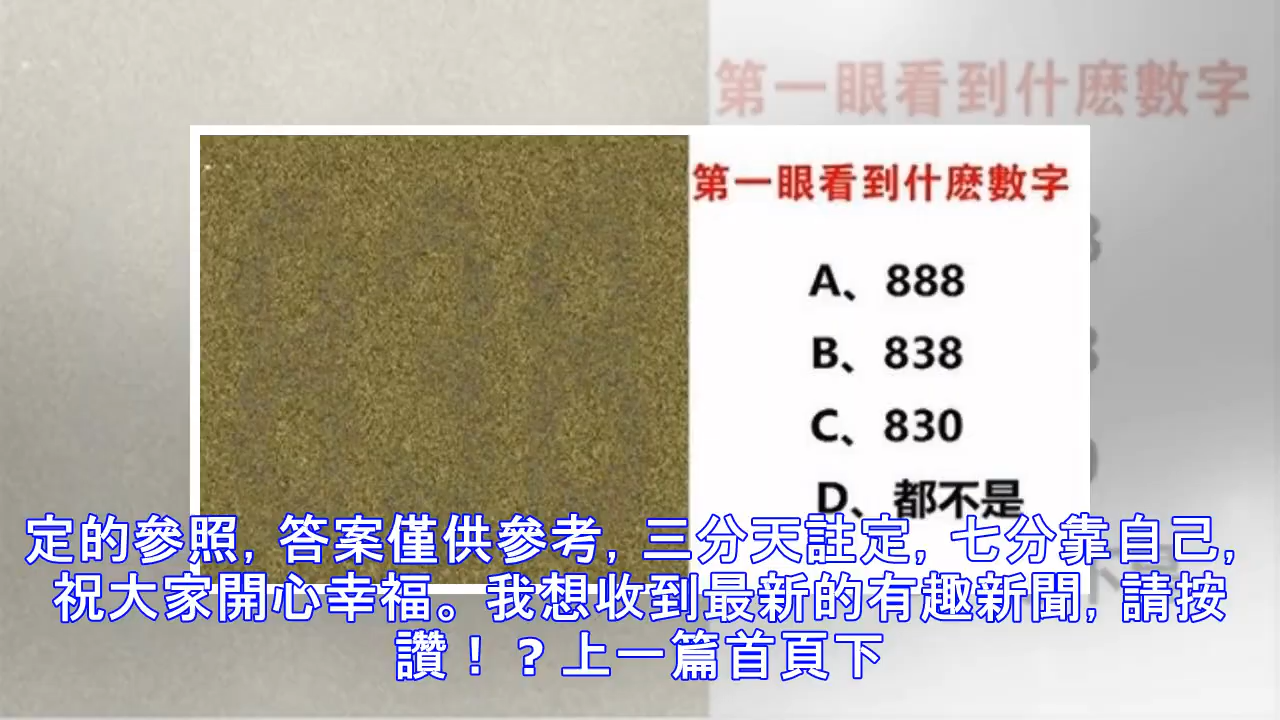 第一眼看到什麽數字
第一眼看到什麽數字
A、888
B、838
C、830
D、都不是
定的參照, 答案僅供參考, 三分天註定, 七分靠自己,
祝大家開心幸福。我想收到最新的有趣新聞, 請按
讚！？上一篇首頁下